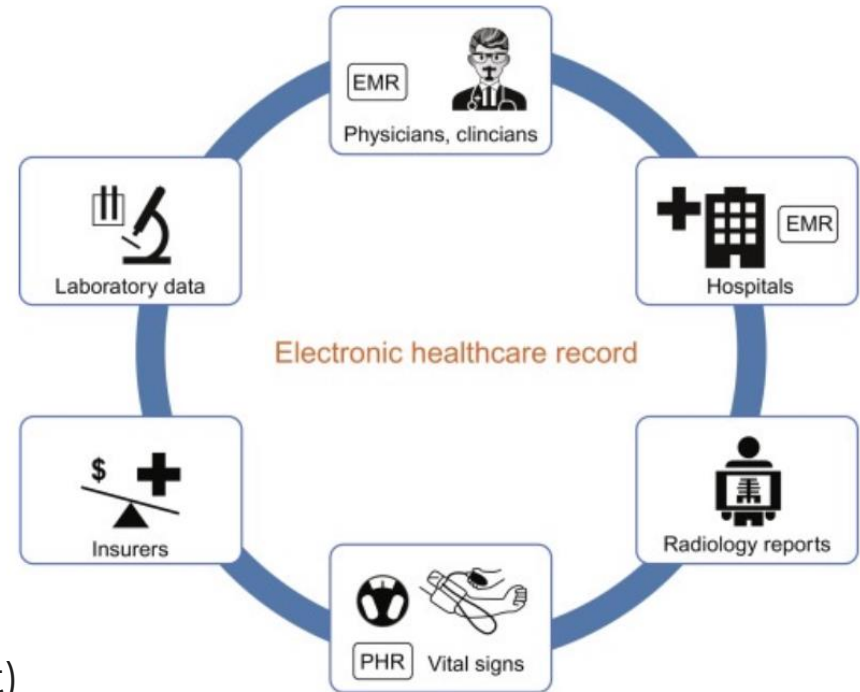 EMR
Physicians, clincians
EMR
Hospitals
Laboratory data
Electronic healthcare record
$
Insurers
Radiology reports
PHR Vital signs